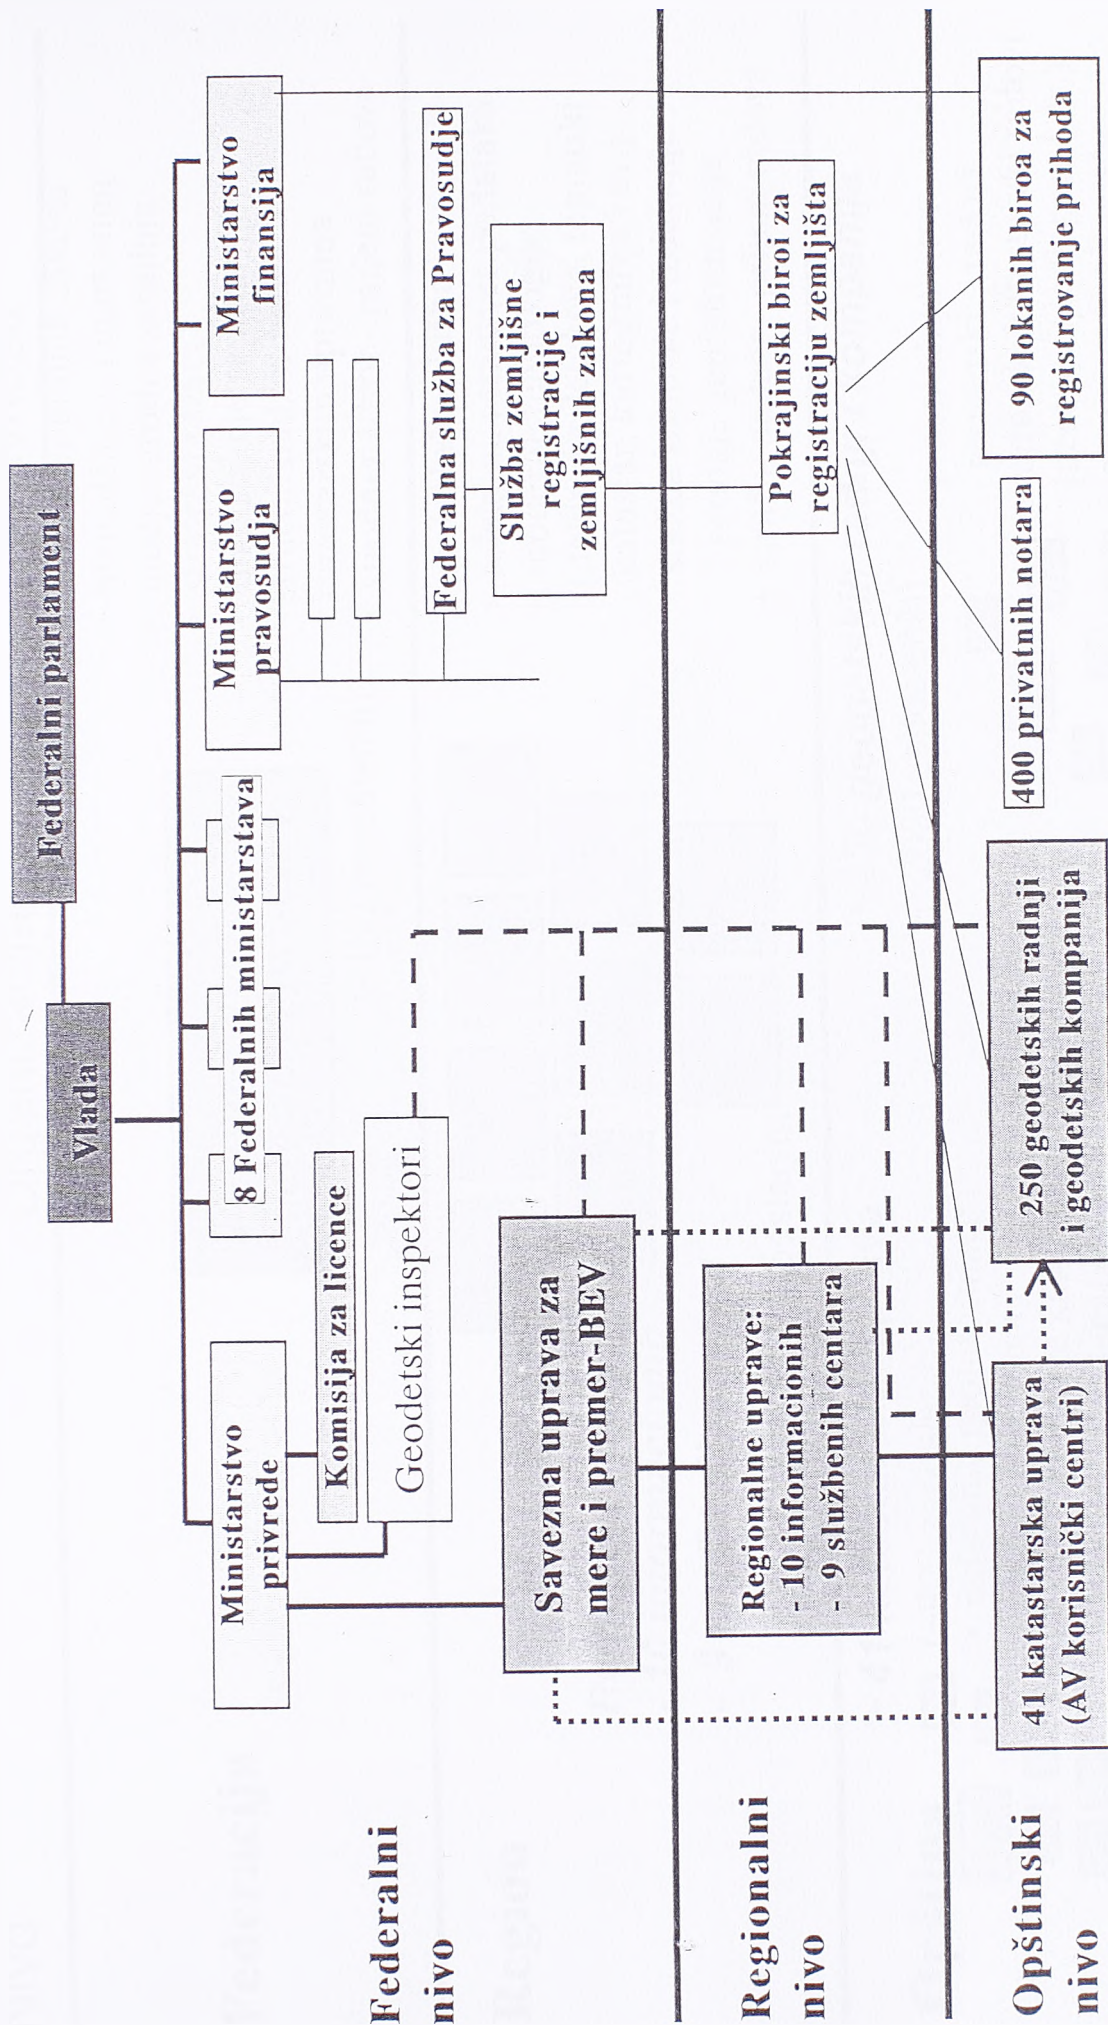 Federalni parlament
Vlada
Ministarstvo
privrede
8 Federalnih ministarstava
Ministarstvo
pravosudja
Ministarstvo
finansija
Federalni
nivo
Komisija za licence
Geodetski inspektori
Savezna uprava za
mere i premer-BEV
Federalna služba za Pravosudje
Služba zemljišne
registracije i
zemljišnih zakona
Regionalni
nivo
Regionalne uprave:
- 10 informacionih
- 9 službenih centara
Pokrajinski biroi za
registraciju zemljišta
Opštinski
nivo
41 katastarska uprava
(AV korisnički centri)
250 geodetskih radnji
i geodetskih kompanija
400 privatnih notara
90 lokanih biroa za
registrovanje prihoda